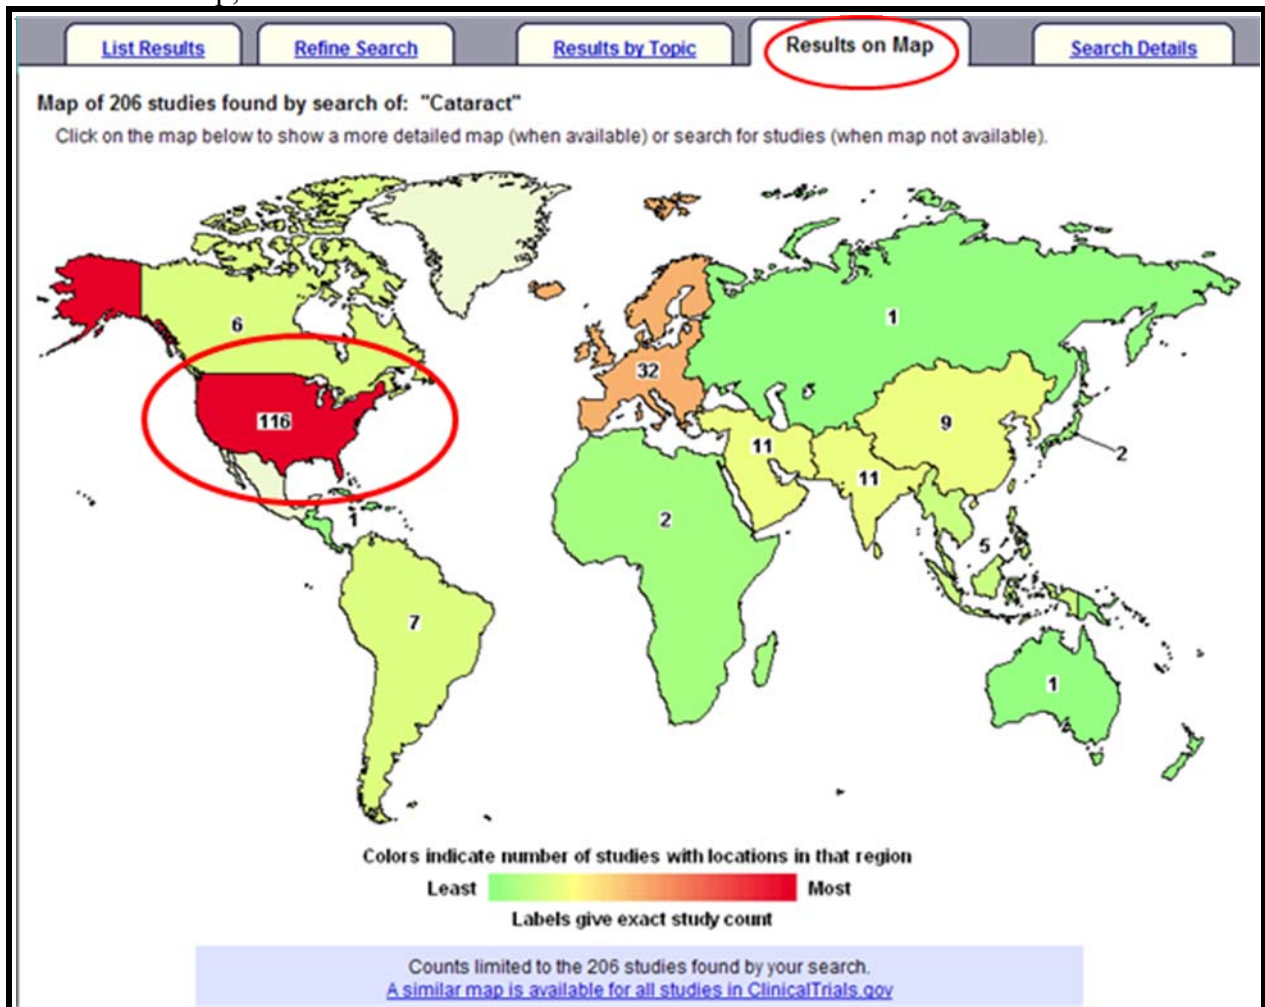 List Results
Refine Search
Results by Topic
Results on Map
Search Details
Map of 206 studies found by search of: "Cataract"
Click on the map below to show a more detailed map (when available) or search for studies (when map not available).
6
1
32
116
9
11
2
11
1
2
5
7
1
Colors indicate number of studies with locations in that region
Least
Most
Labels give exact study count
Counts limited to the 206 studies found by your search.
A similar map is available for all studies in ClinicalTrials.gov